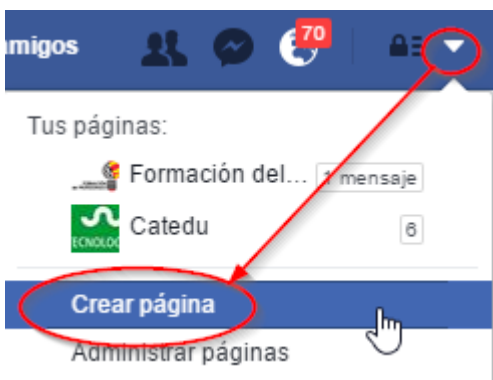 amigos
70
Tus páginas:
Formación del... 1 mensaje
Catedu 6
Crear página
Administrar páginas